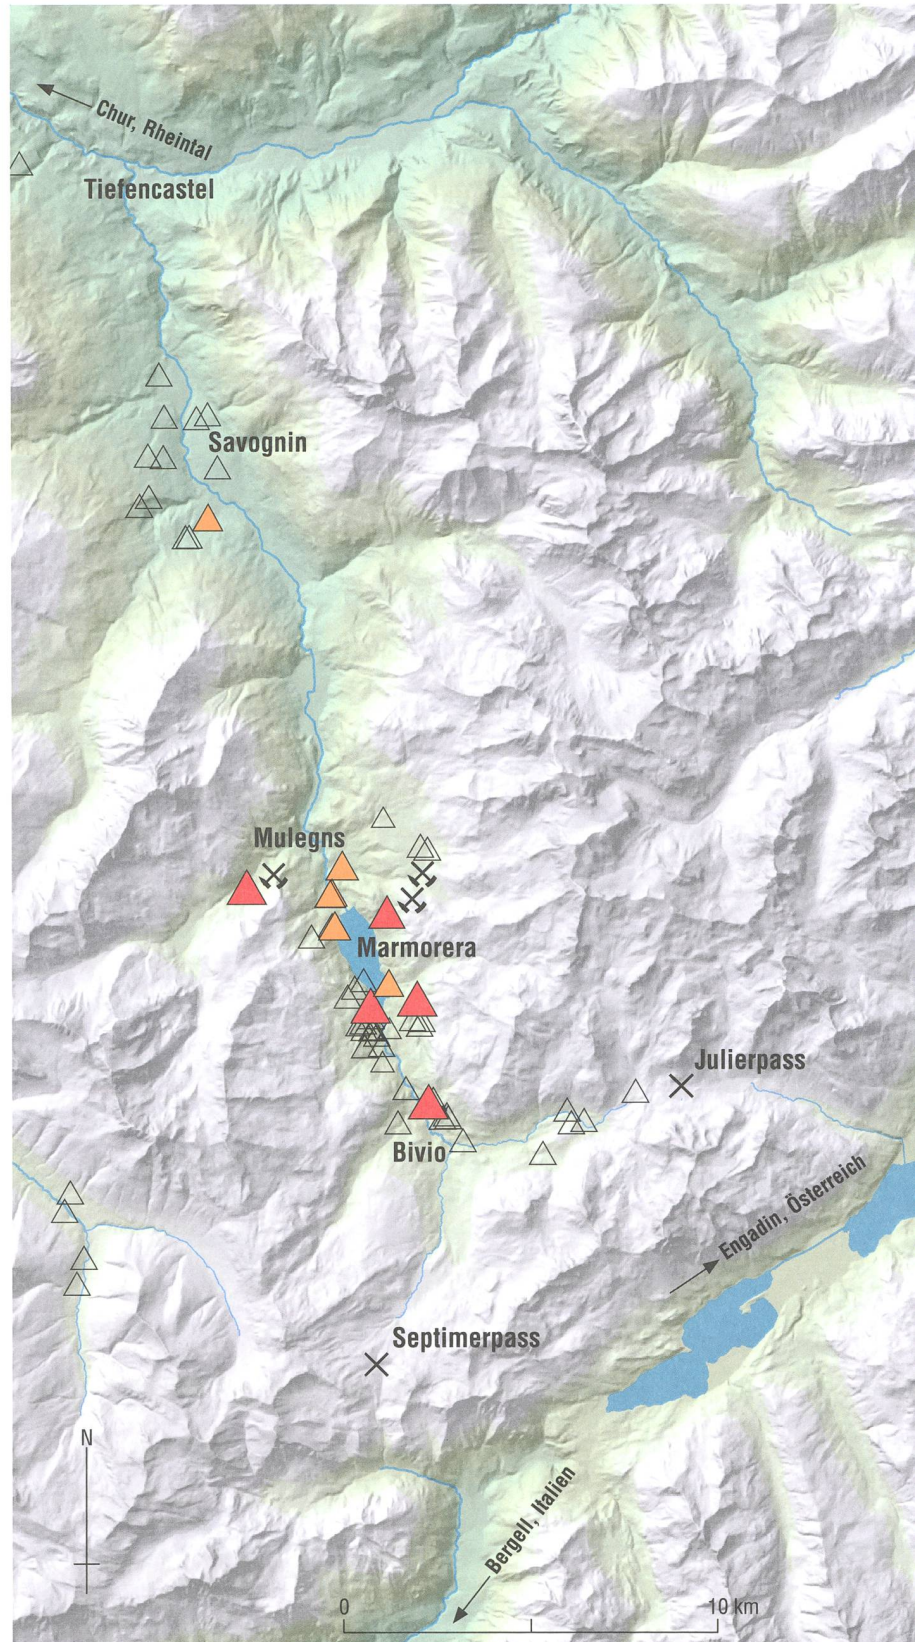 Chur, Rheintal
Tiefencastel
Savognin
Mulegns
Marmorera
Julierpass
Bivio
Engadin, Österreich
Septimerpass
N
Bergell, Italien
0
10 km